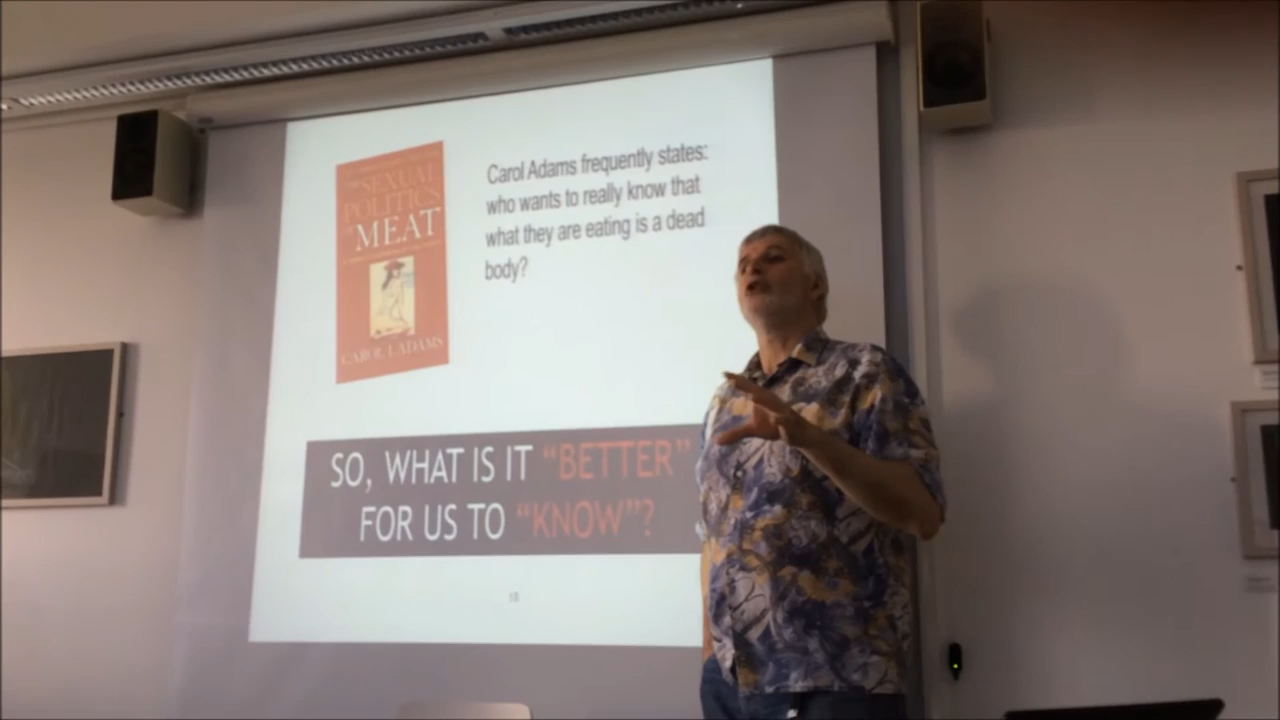 THE SEXUAL
POLITICS
OF MEAT
CAROL J. ADAMS
Carol Adams frequently states:
who wants to really know that
what they are eating is a dead
body?
SO, WHAT IS IT “BETTER”
FOR US TO “KNOW”?